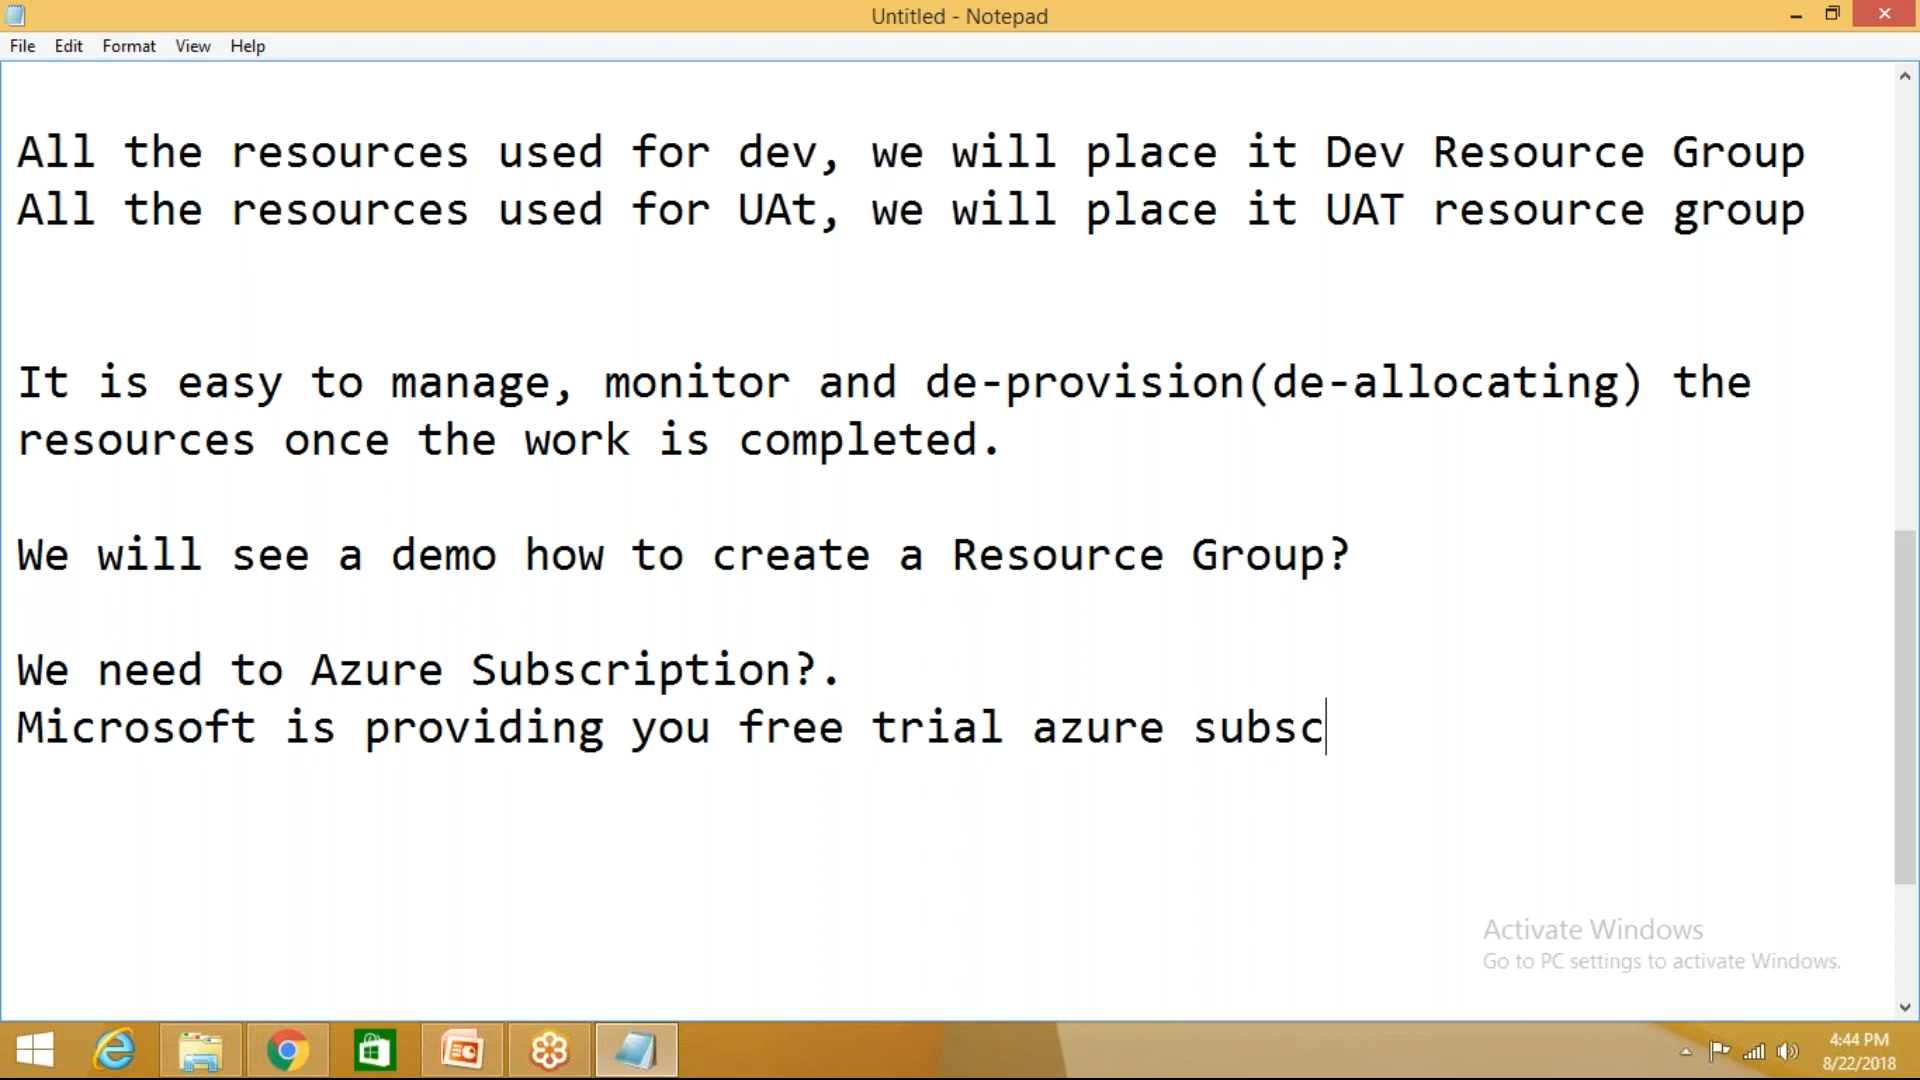 Untitled - Notepad
File Edit Format View Help
All the resources used for dev, we will place it Dev Resource Group
All the resources used for UAt, we will place it UAT resource group
It is easy to manage, monitor and de-provision(de-allocating) the
resources once the work is completed.
We will see a demo how to create a Resource Group?
We need to Azure Subscription?.
Microsoft is providing you free trial azure subsc
Activate Windows
Go to PC settings to activate Windows.
4:44 PM
8/22/2018